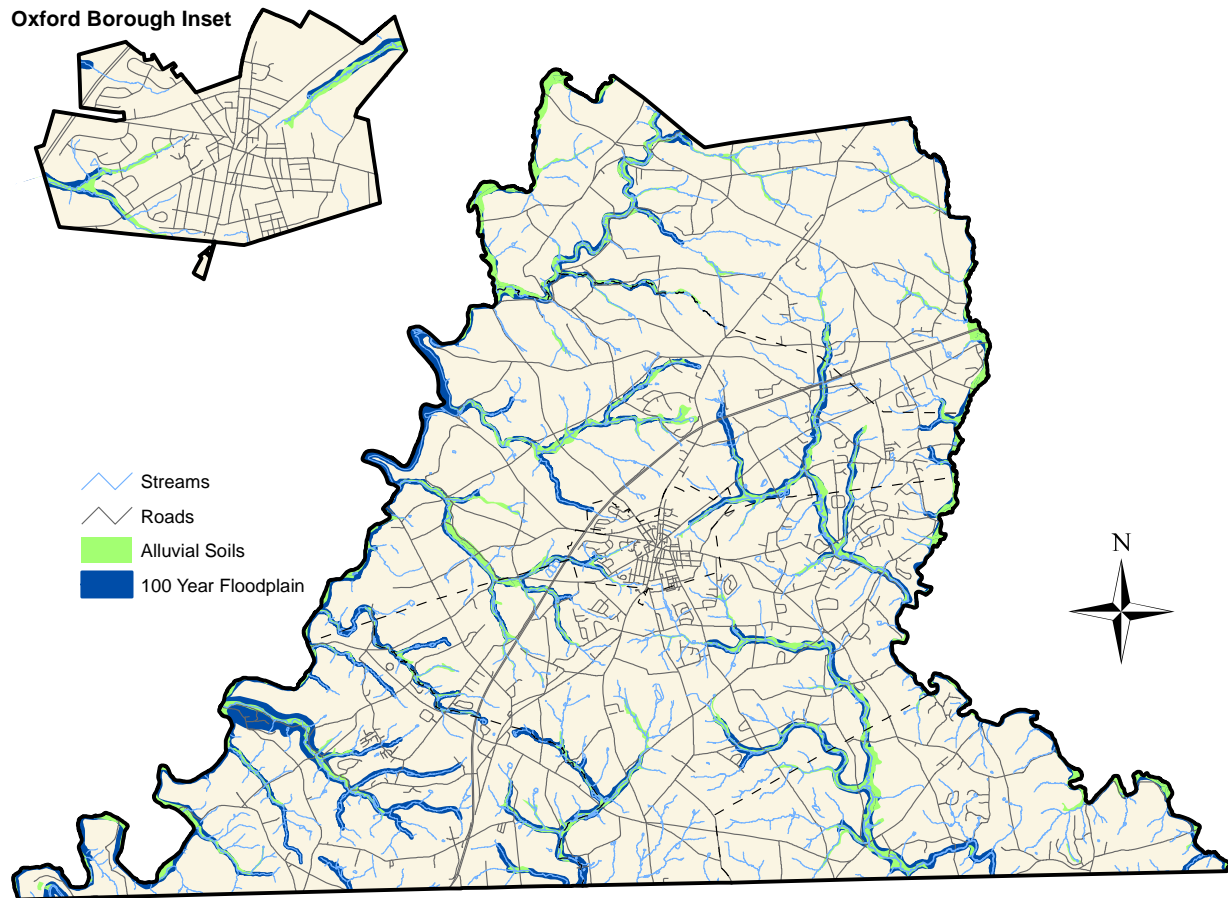 Oxford Borough Inset
Streams
Roads
Alluvial Soils
100 Year Floodplain
N